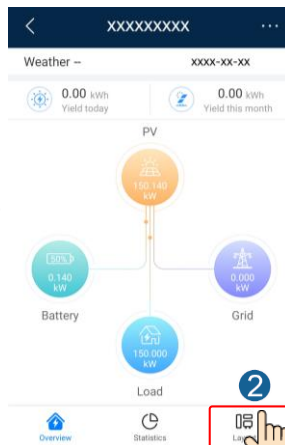 XXXXXXXXX ...
Weather -- xxxx-xx-xx
0.00 kWh
Yield today
0.00 kWh
Yield this month
PV
150.140
kW
50%
0.140
kW
Battery
0.000
kW
Grid
150.000
kW
Load
2
Overview Statistics